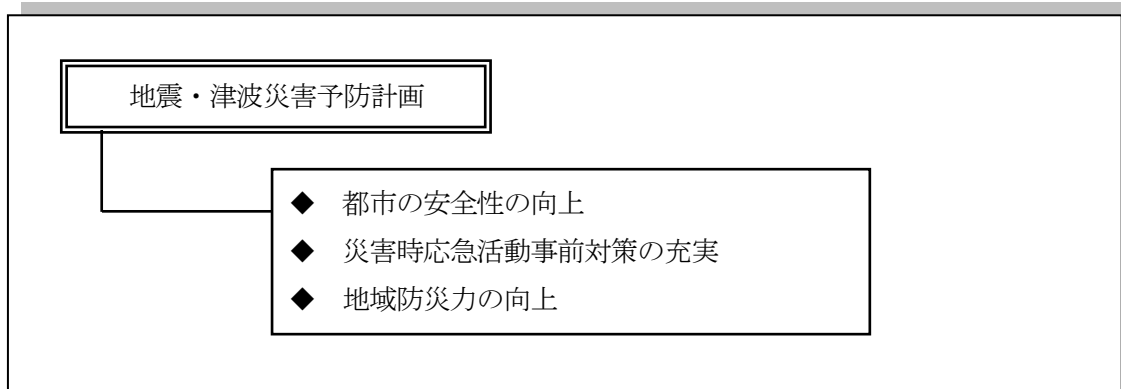 地震・津波災害予防計画
◆ 都市の安全性の向上
◆ 災害時応急活動事前対策の充実
◆ 地域防災力の向上